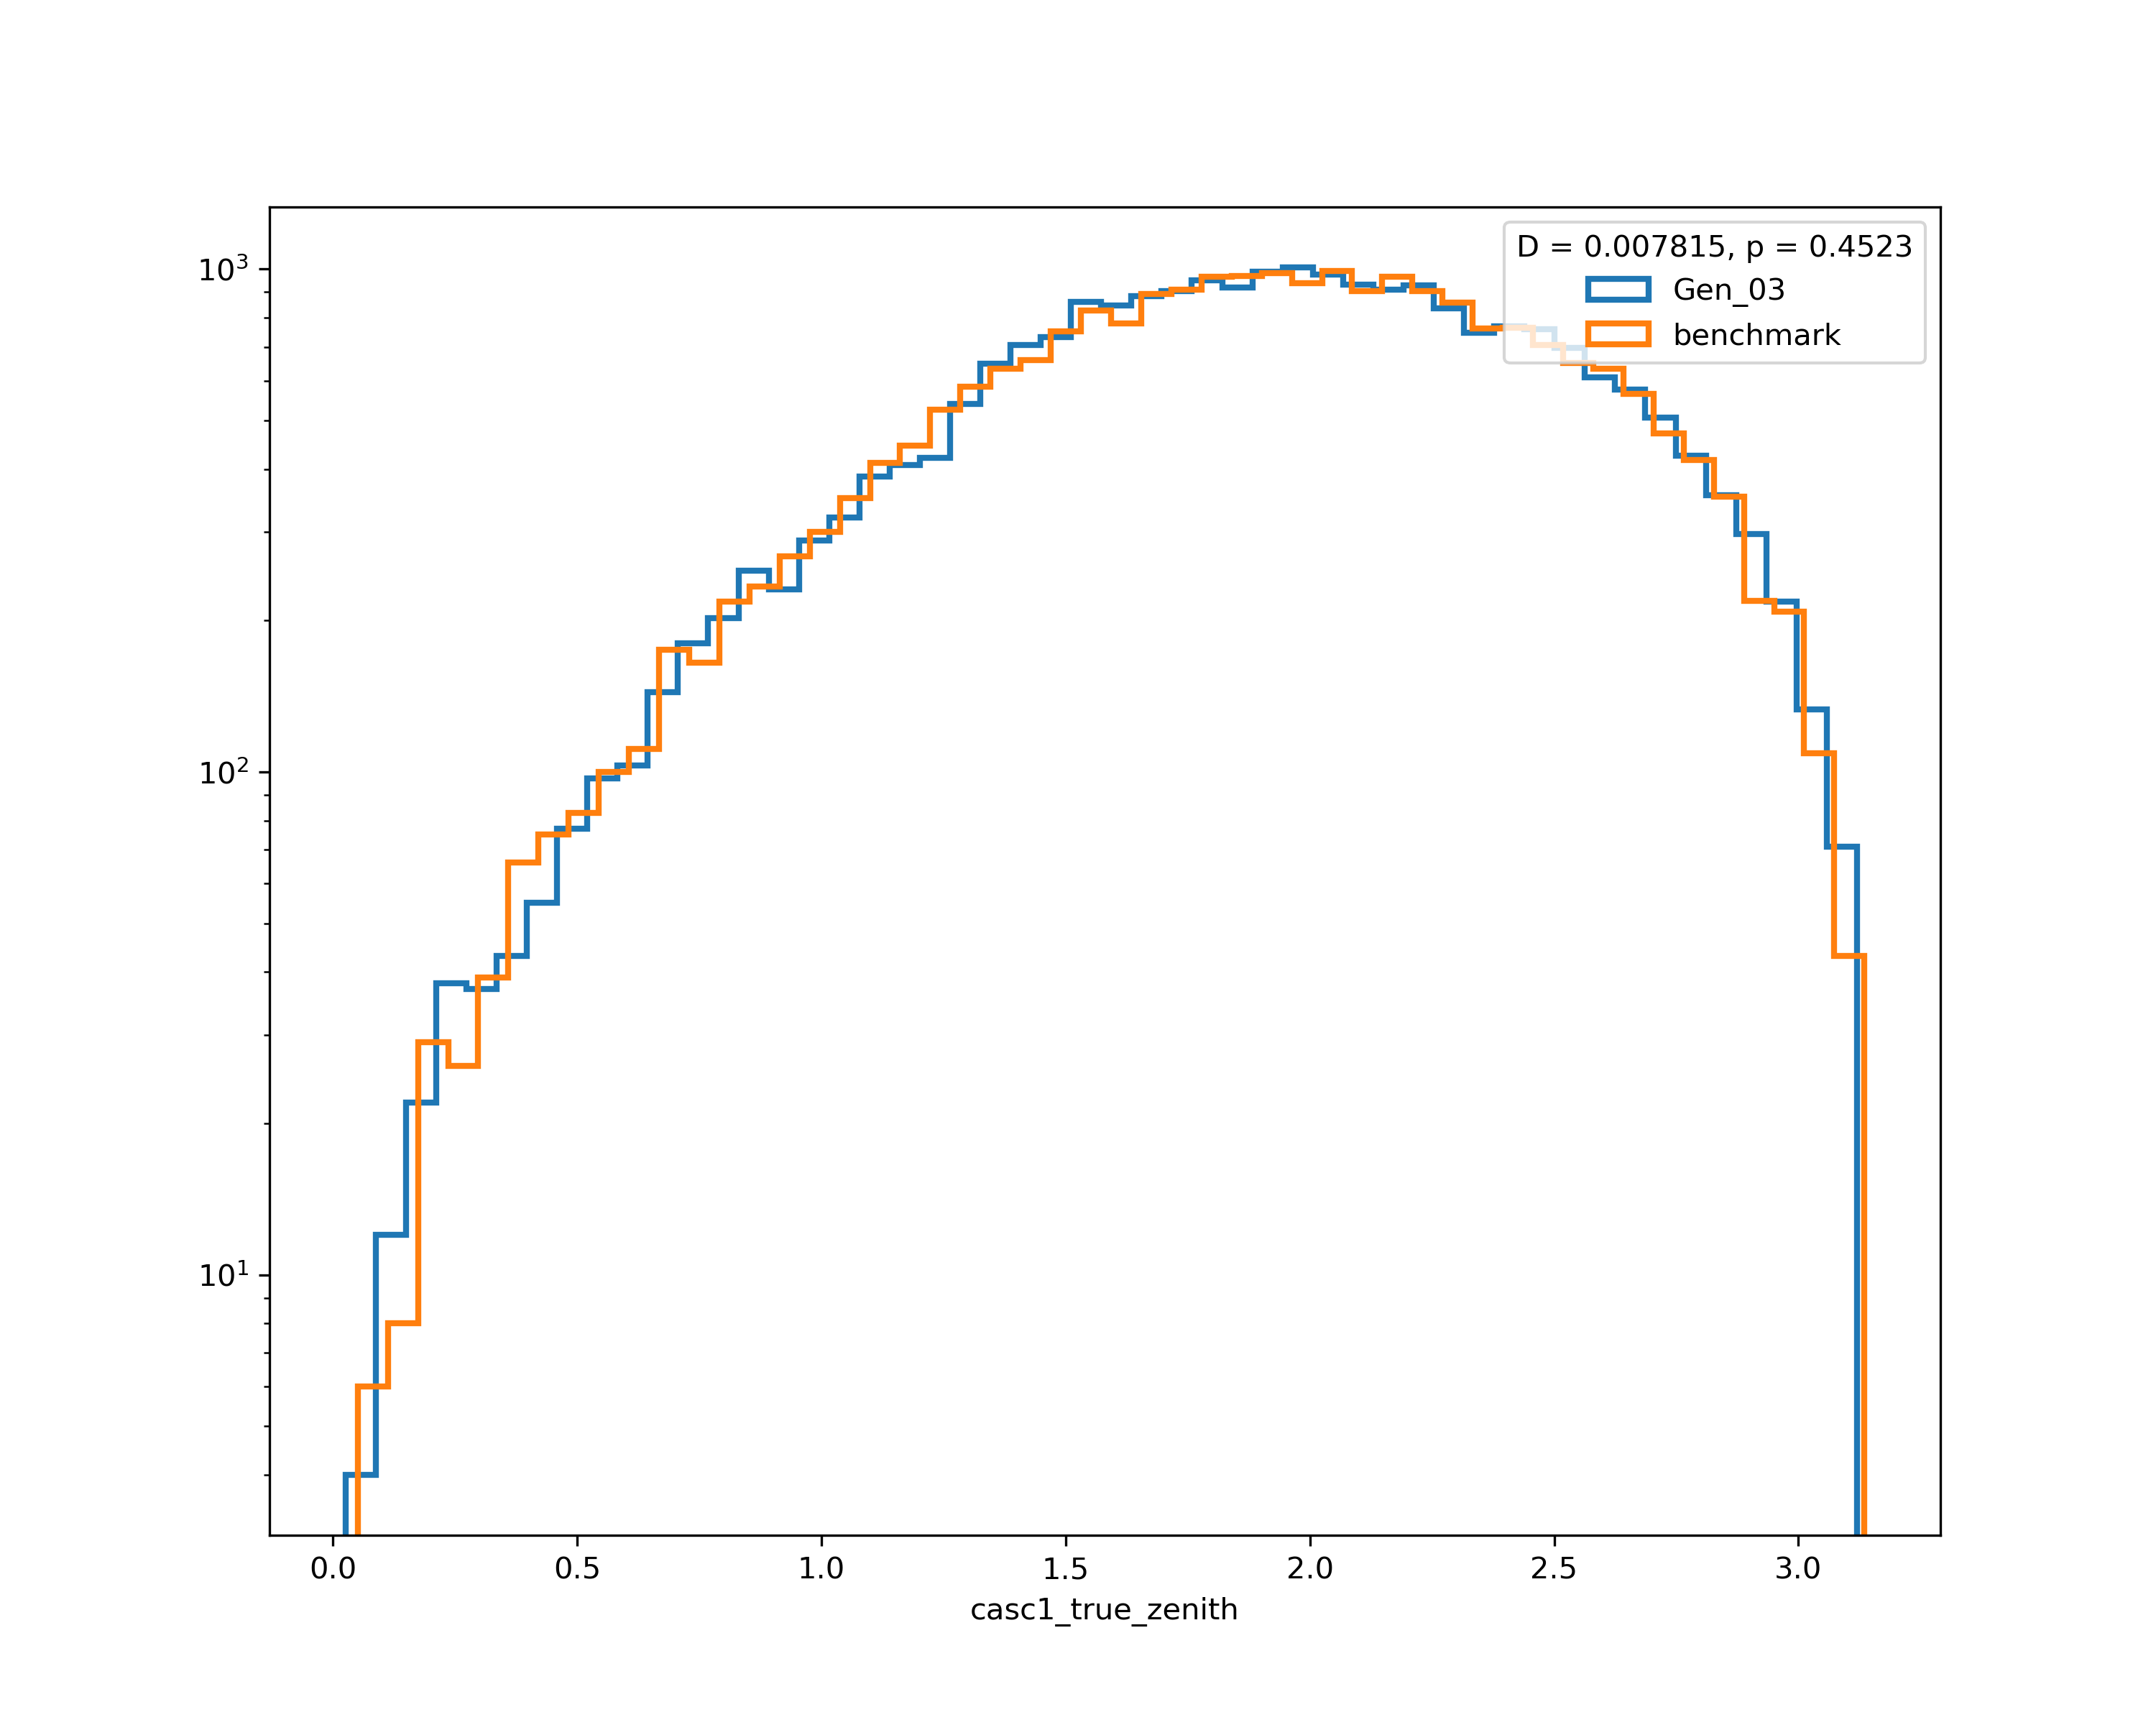 D = 0.007815, p = 0.4523
Gen_03
benchmark
10³
10²
10¹
0.0 0.5 1.0 1.5 2.0 2.5 3.0
casc1_true_zenith